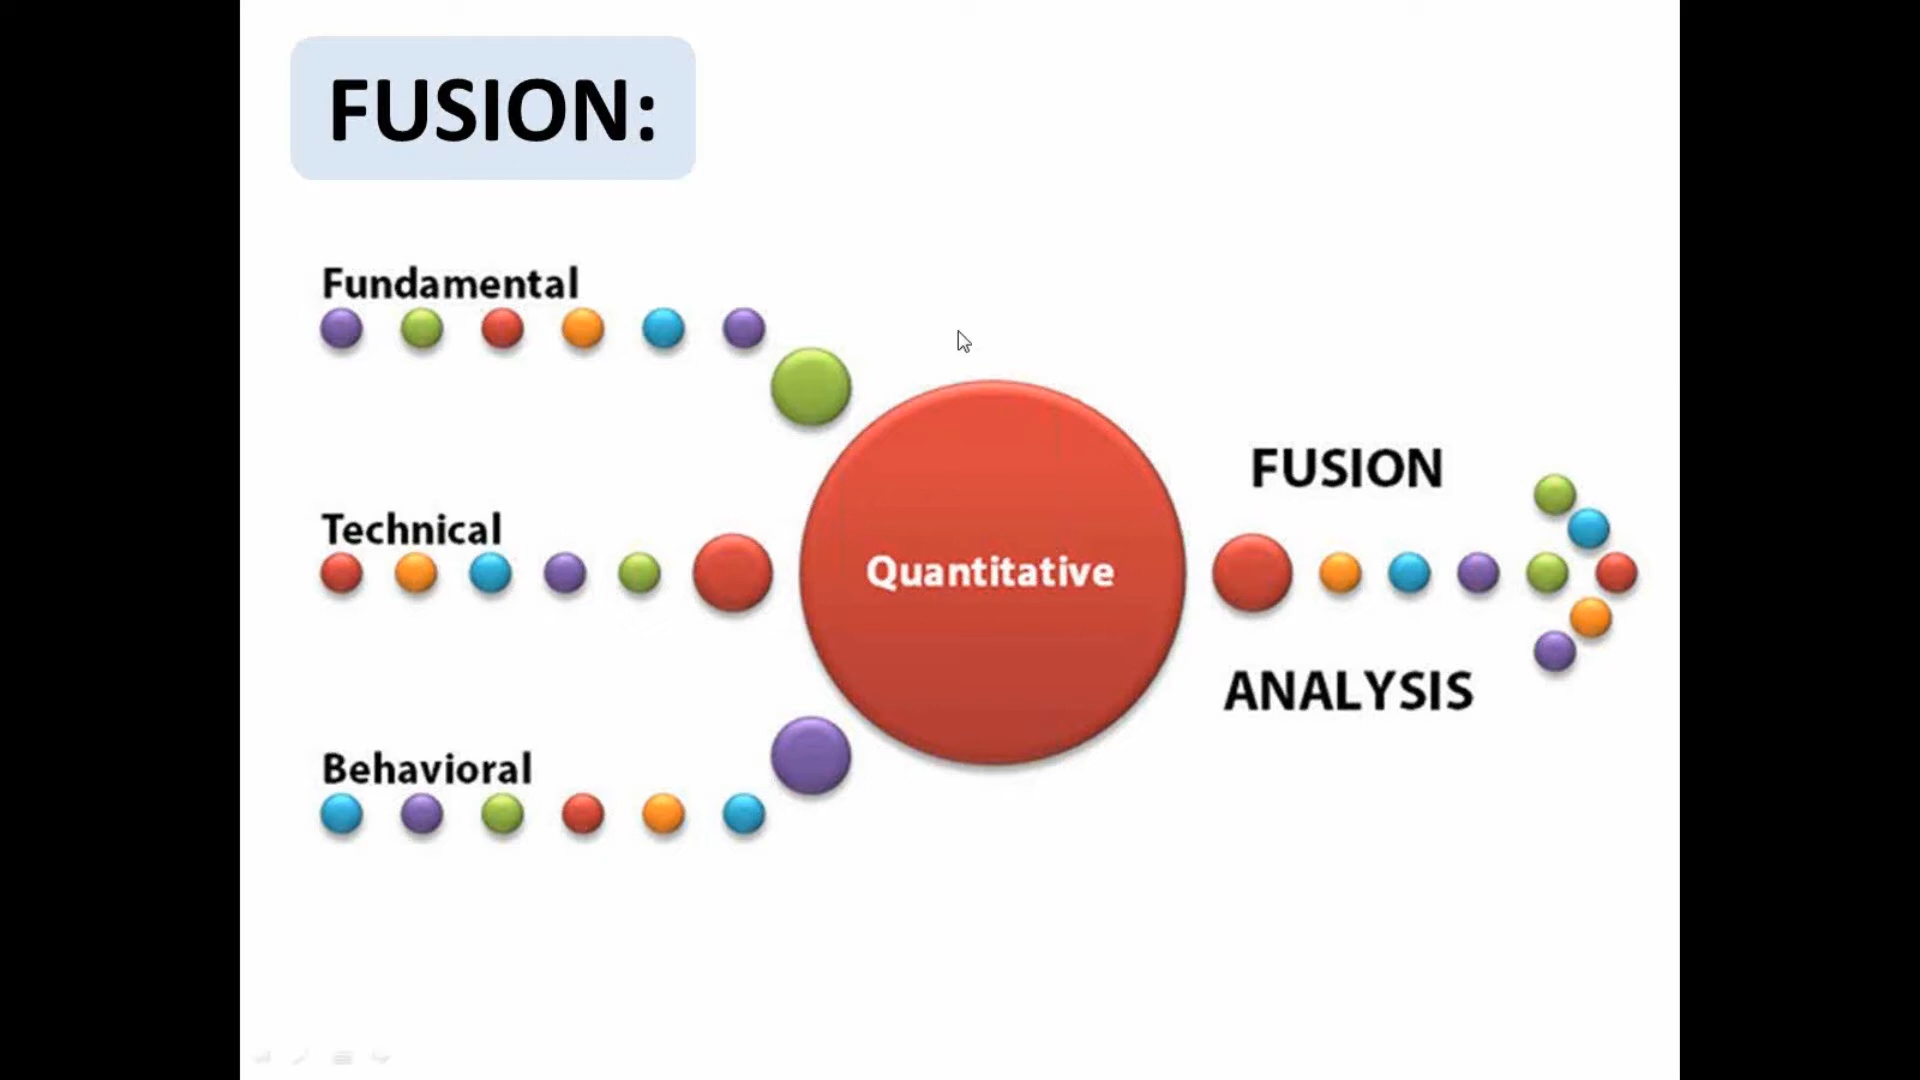 FUSION:
Fundamental
Technical
Quantitative
FUSION
ANALYSIS
Behavioral